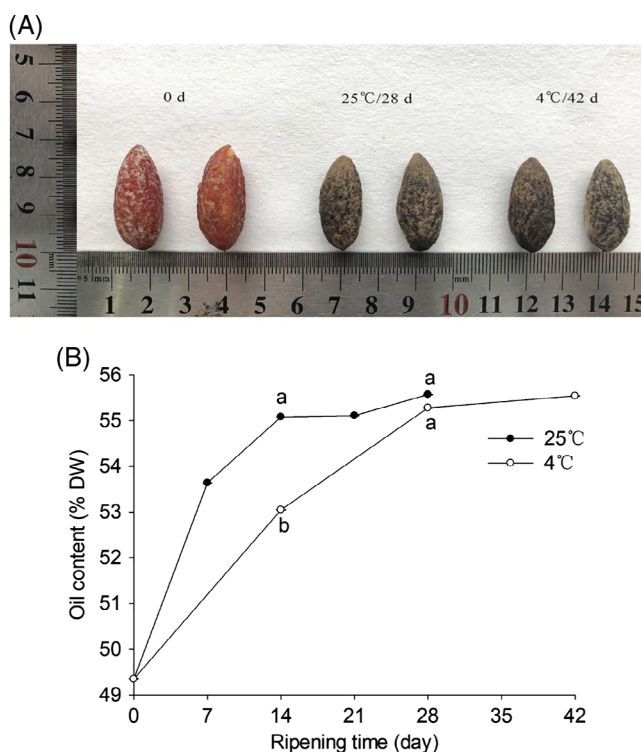 (A)
5
6
7
8
9
10
mm
11
0 d 25℃/28 d 4℃/42 d
mm
1 2 3 4 5 6 7 8 9 10 11 12 13 14 15
(B)
56
55
54
53
52
51
50
49
a
a
a
b
25℃
4℃
Oil content (% DW)
0 7 14 21 28 35 42
Ripening time (day)